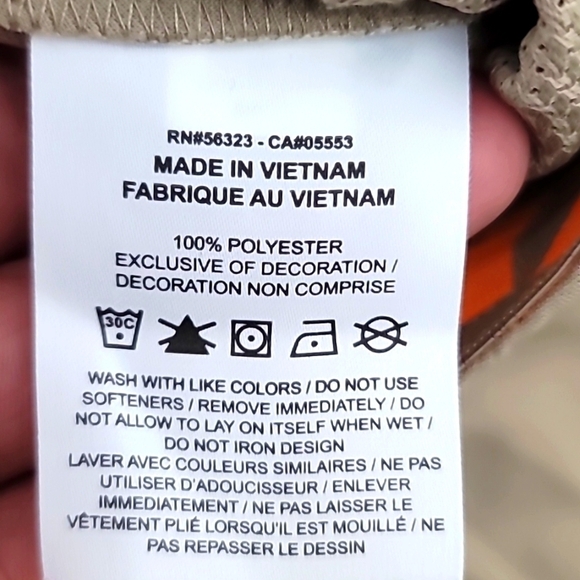 RN#56323 - CA#05553
MADE IN VIETNAM
FABRIQUE AU VIETNAM
100% POLYESTER
EXCLUSIVE OF DECORATION /
DECORATION NON COMPRISE
30C
WASH WITH LIKE COLORS / DO NOT USE
SOFTENERS / REMOVE IMMEDIATELY / DO
NOT ALLOW TO LAY ON ITSELF WHEN WET /
DO NOT IRON DESIGN
LAVER AVEC COULEURS SIMILAIRES / NE PAS
UTILISER D'ADOUCISSEUR / ENLEVER
IMMEDIATEMENT / NE PAS LAISSER LE
VÊTEMENT PLIÉ LORSQU'IL EST MOUILLÉ / NE
PAS REPASSER LE DESSIN